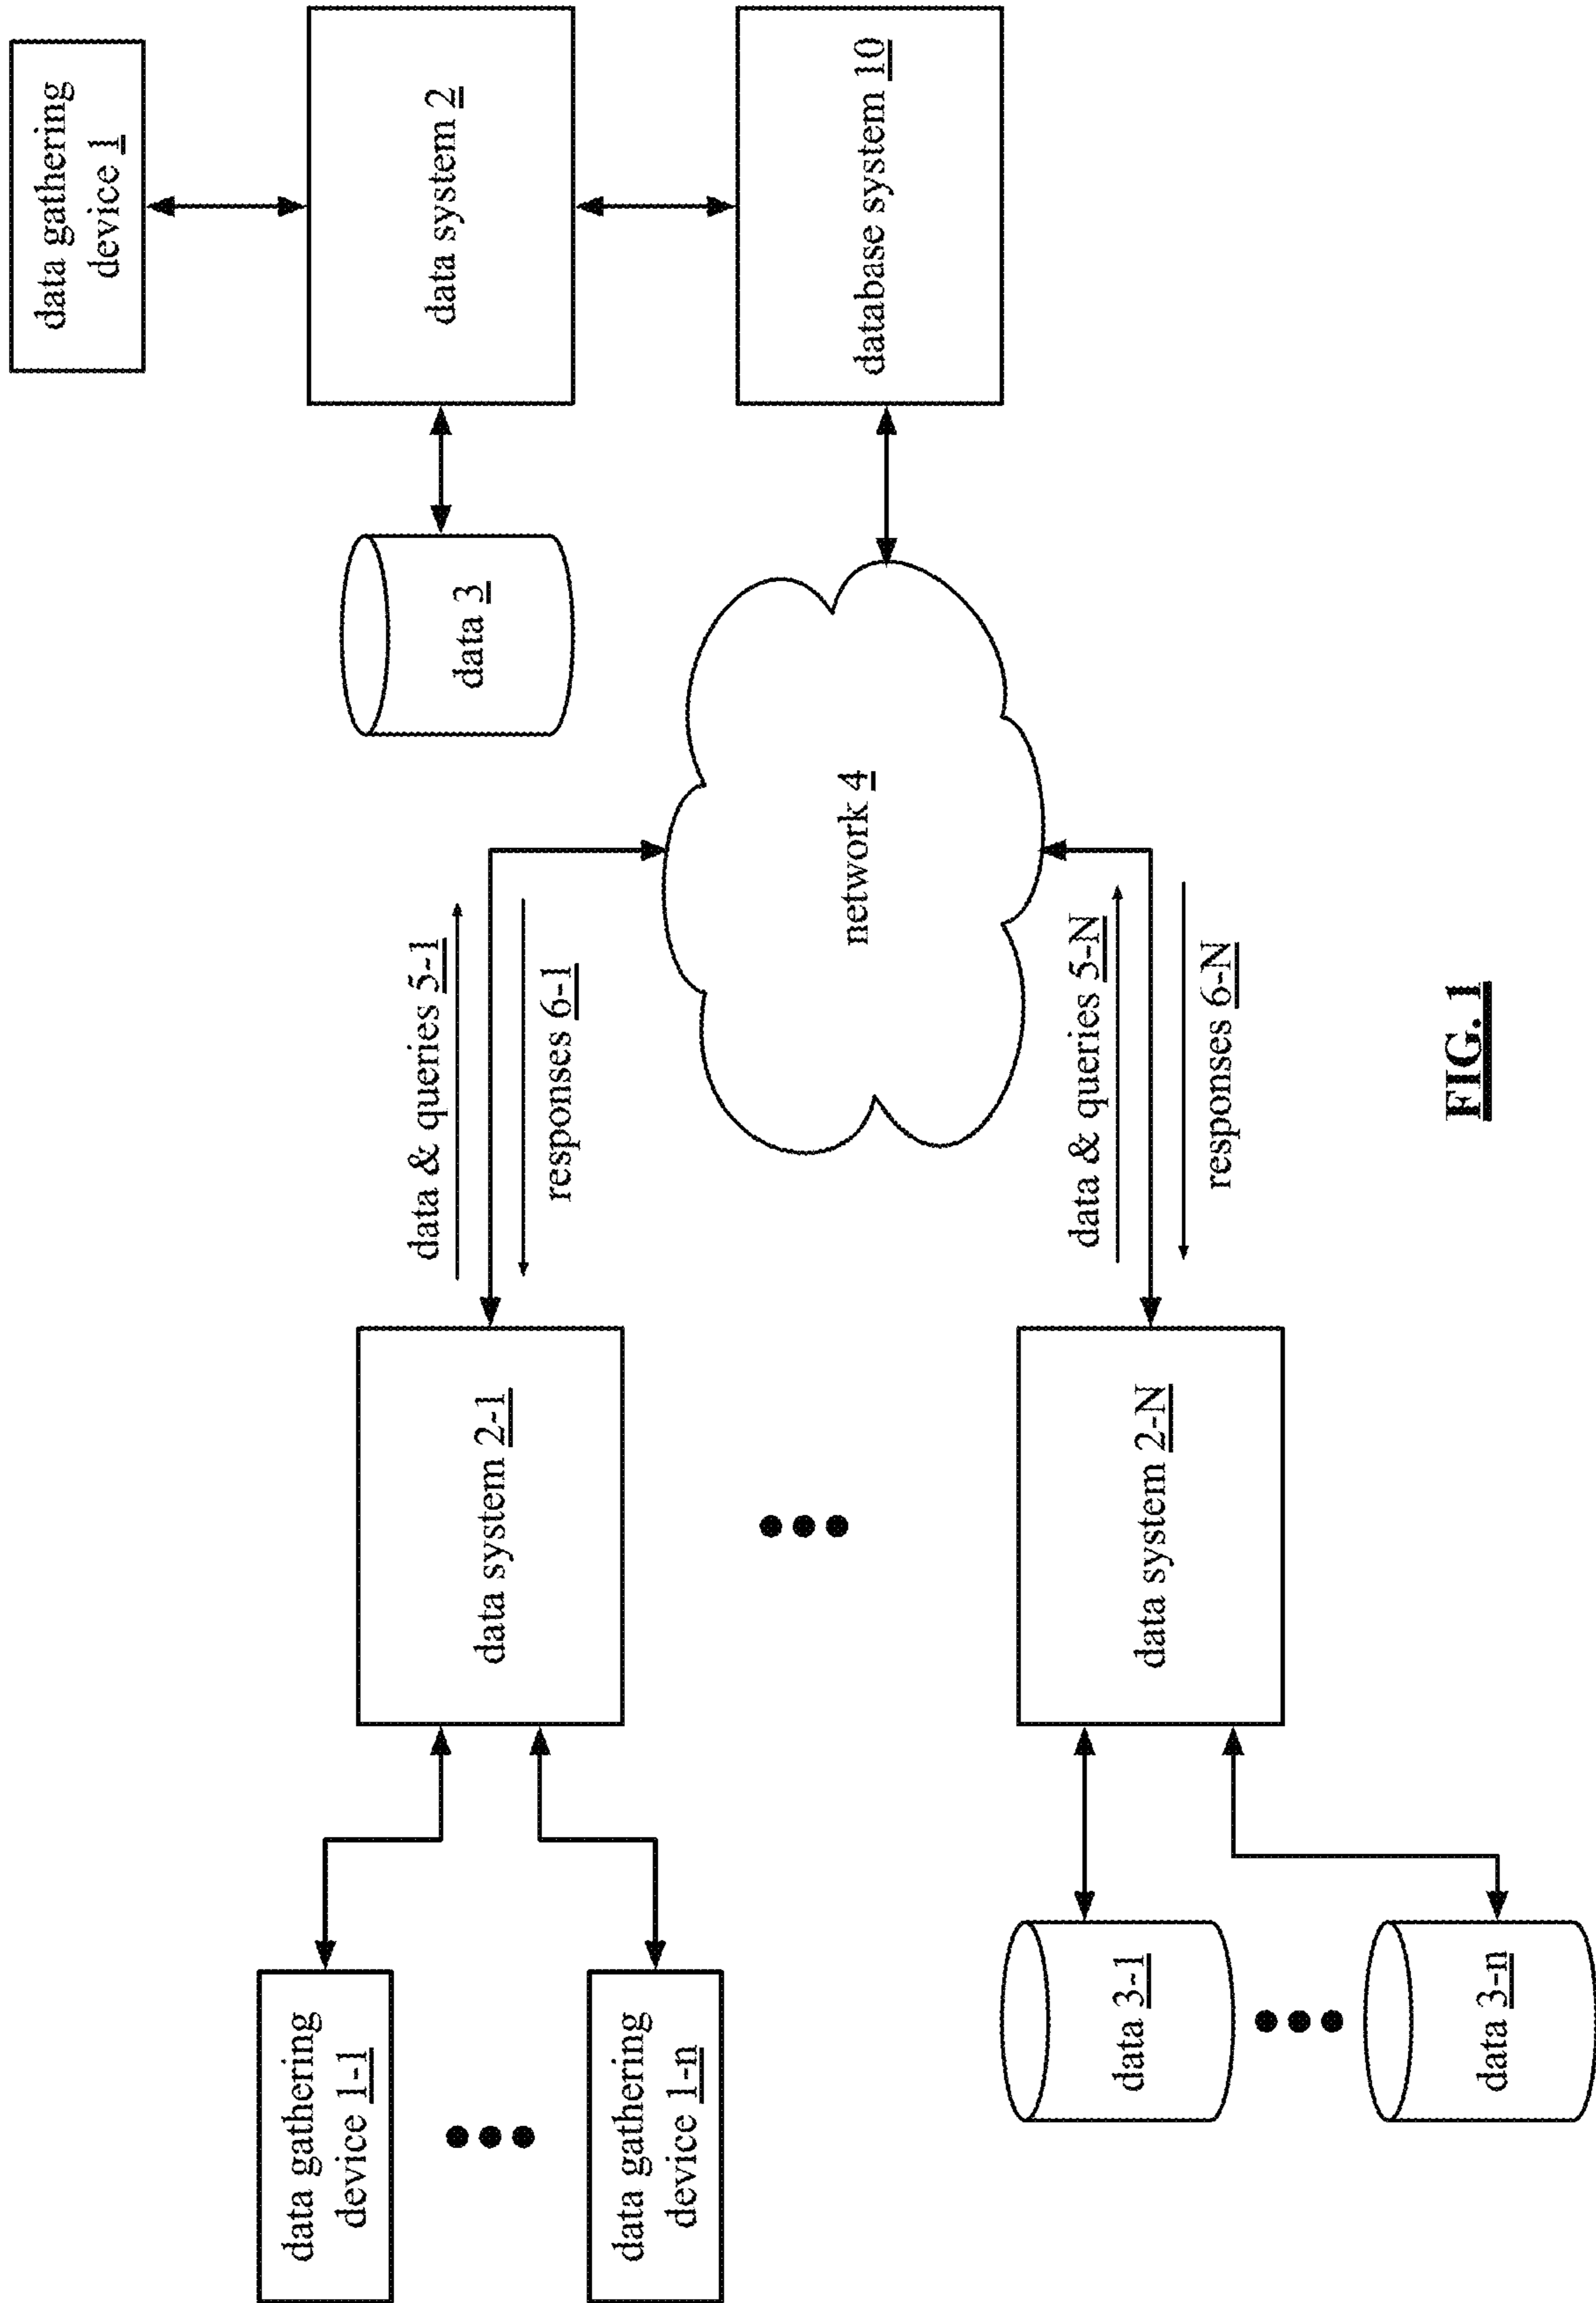 data gathering
device 1-1
data gathering
device 1-n
data system 2-1
data & queries 5-1
responses 6-1
data 3
data gathering
device 1
data system 2
network 4
database system 10
data 3-1
data 3-n
data system 2-N
data & queries 5-N
responses 6-N
FIG. 1